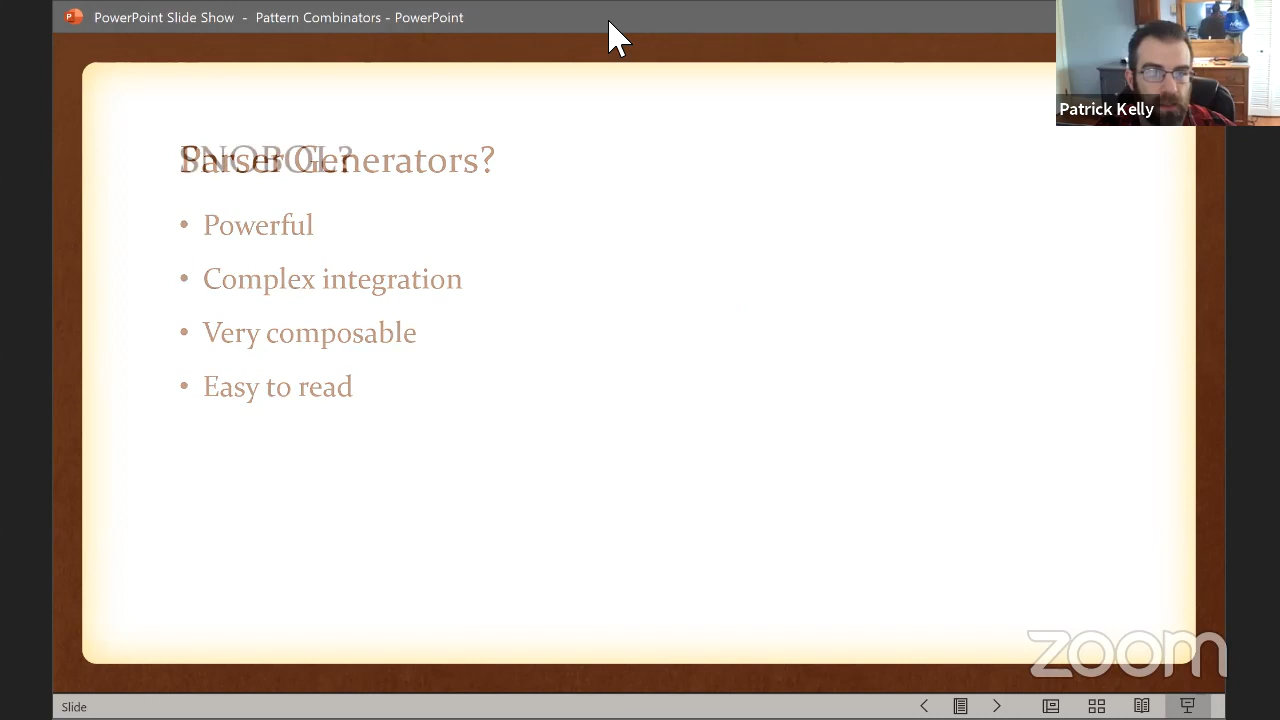 PowerPoint Slide Show - Pattern Combinators - PowerPoint
Patrick Kelly
SNOBOL?
Parser Generators?
• Powerful
• Complex integration
• Very composable
• Easy to read
zoom
Slide